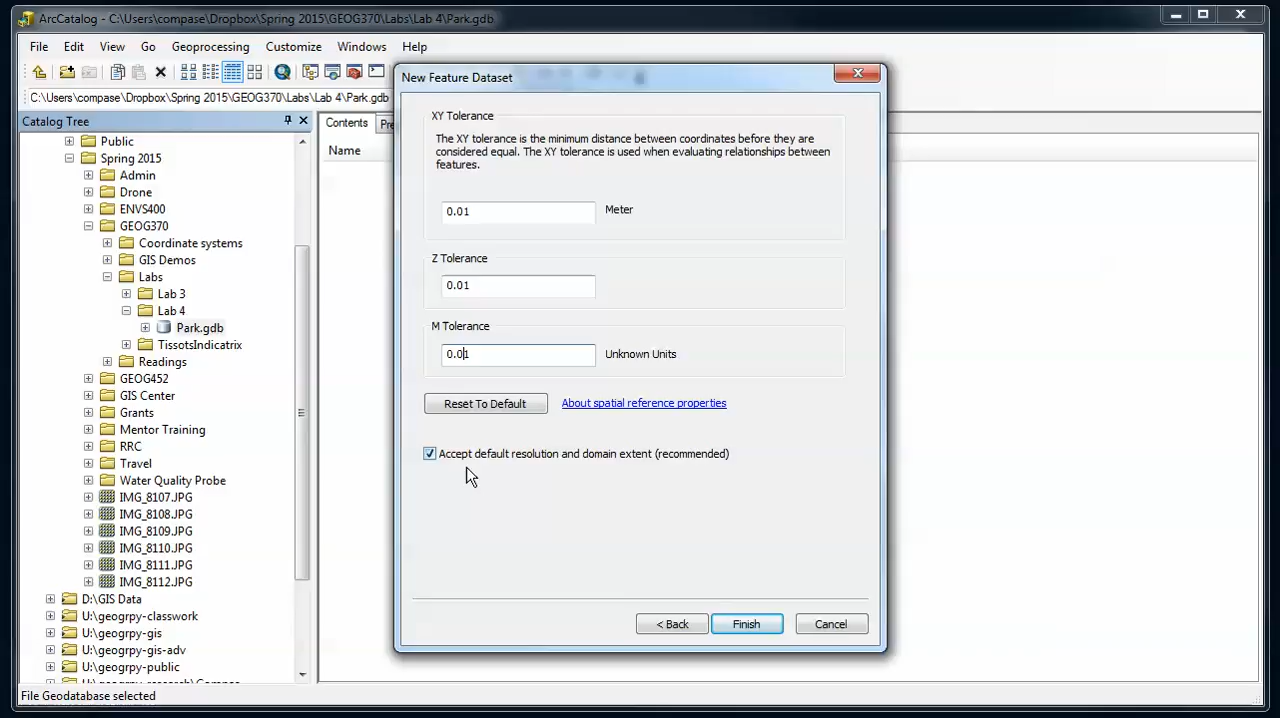 ArcCatalog - C:\Users\compase\Dropbox\Spring 2015\GEOG370\Labs\Lab 4\Park.gdb
File Edit View Go Geoprocessing Customize Windows Help
C:\Users\compase\Dropbox\Spring 2015\GEOG370\Labs\Lab 4\Park.gdb
Catalog Tree
Public
Spring 2015
Admin
Drone
ENVS400
GEOG370
Coordinate systems
GIS Demos
Labs
Lab 3
Lab 4
Park.gdb
TissotsIndicatrix
Readings
GEOG452
GIS Center
Grants
Mentor Training
RRC
Travel
Water Quality Probe
IMG_8107.JPG
IMG_8108.JPG
IMG_8109.JPG
IMG_8110.JPG
IMG_8111.JPG
IMG_8112.JPG
D:\GIS Data
U:\geogrpy-classwork
U:\geogrpy-gis
U:\geogrpy-gis-adv
U:\geogrpy-public
File Geodatabase selected
Contents Pre
Name
New Feature Dataset
XY Tolerance
The XY tolerance is the minimum distance between coordinates before they are
considered equal. The XY tolerance is used when evaluating relationships between
features.
0.01 Meter
Z Tolerance
0.01
M Tolerance
0.01 Unknown Units
Reset To Default About spatial reference properties
Accept default resolution and domain extent (recommended)
< Back Finish Cancel